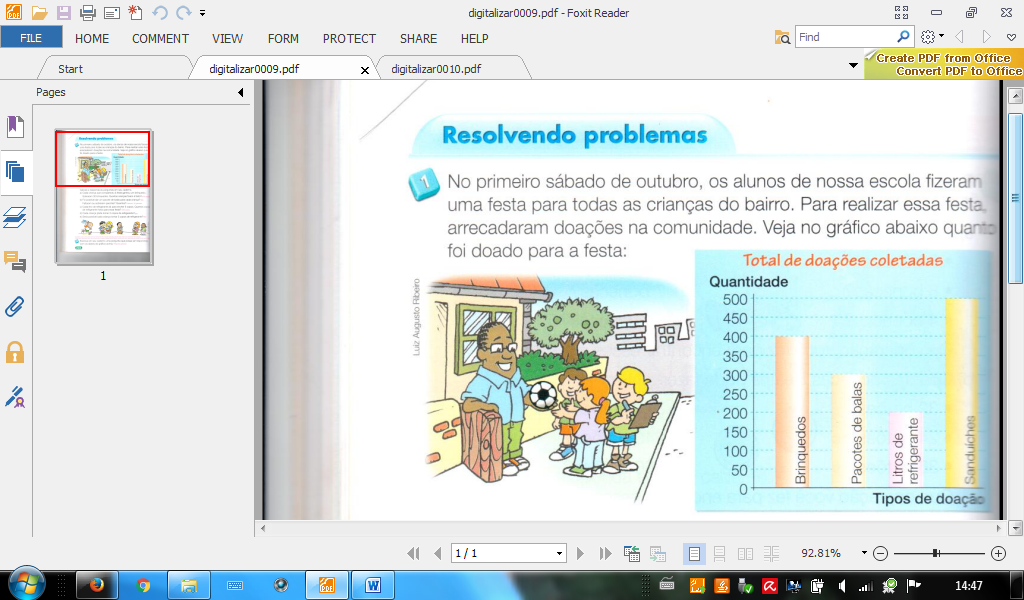 digitalizar0009.pdf - Foxit Reader
FILE HOME COMMENT VIEW FORM PROTECT SHARE HELP
Find
Start digitalizar0009.pdf digitalizar0010.pdf
Create PDF from Office
Convert PDF to Office
Pages
1
Resolvendo problemas
1 No primeiro sábado de outubro, os alunos de nossa escola fizeram
uma festa para todas as crianças do bairro. Para realizar essa festa,
arrecadaram doações na comunidade. Veja no gráfico abaixo quanto
foi doado para a festa:
Luiz Augusto Ribeiro
Total de doações coletadas
Quantidade
500
450
400
350
300
250
200
150
100
50
0
Brinquedos
Pacotes de balas
Litros de
refrigerante
Sanduíches
Tipos de doação
1 / 1
92.81%
14:47